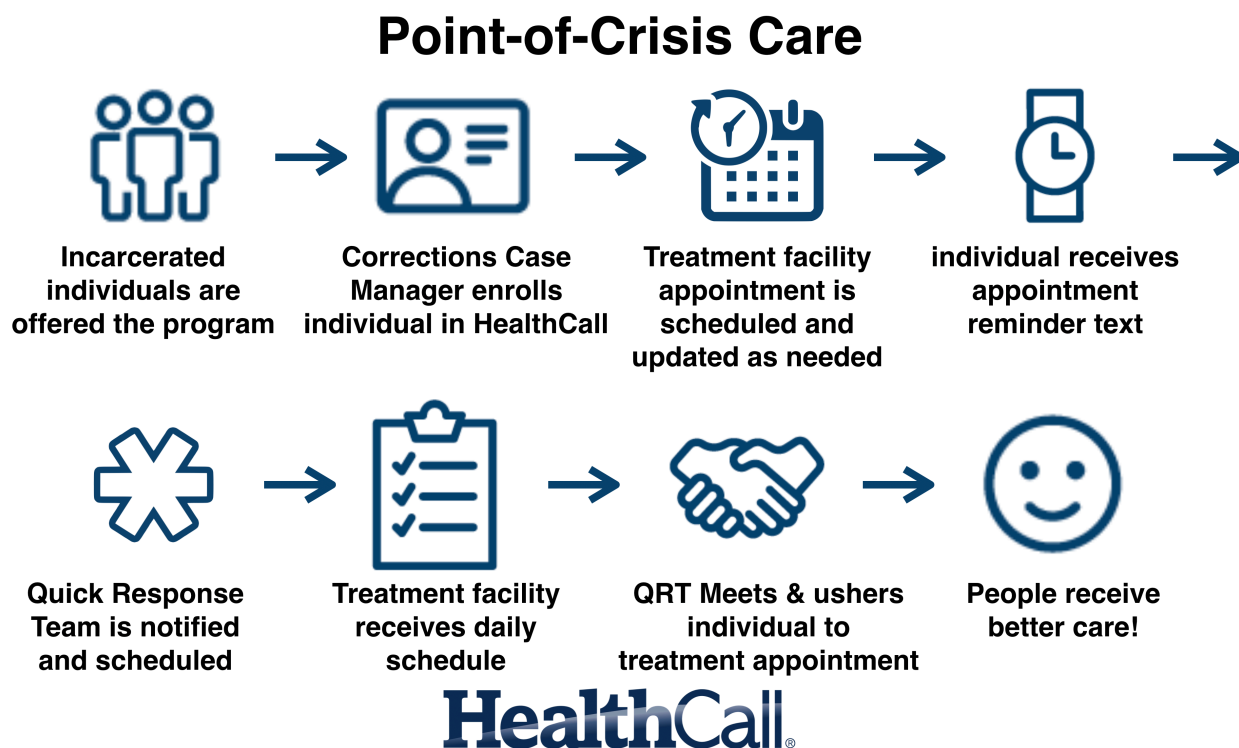 Point-of-Crisis Care
Incarcerated
individuals are
offered the program
Corrections Case
Manager enrolls
individual in HealthCall
Treatment facility
appointment is
scheduled and
updated as needed
individual receives
appointment
reminder text
Quick Response
Team is notified
and scheduled
Treatment facility
receives daily
schedule
QRT Meets & ushers
individual to
treatment appointment
People receive
better care!
HealthCall®